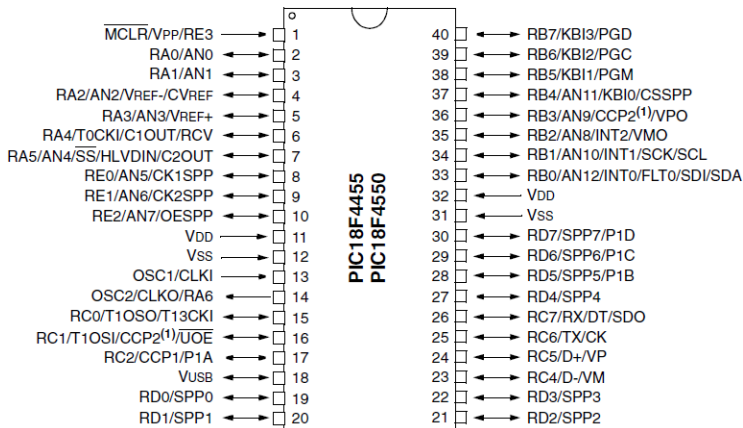 MCLR/VPP/RE3 1 40 RB7/KBI3/PGD
RA0/AN0 2 39 RB6/KBI2/PGC
RA1/AN1 3 38 RB5/KBI1/PGM
RA2/AN2/VREF-/CVREF 4 37 RB4/AN11/KBI0/CSSPP
RA3/AN3/VREF+ 5 36 RB3/AN9/CCP2(1)/VPO
RA4/T0CKI/C1OUT/RCV 6 35 RB2/AN8/INT2/VMO
RA5/AN4/SS/HLVDIN/C2OUT 7 34 RB1/AN10/INT1/SCK/SCL
RE0/AN5/CK1SPP 8 33 RB0/AN12/INT0/FLT0/SDI/SDA
RE1/AN6/CK2SPP 9 32 VDD
RE2/AN7/OESPP 10 31 VSS
VDD 11 30 RD7/SPP7/P1D
VSS 12 29 RD6/SPP6/P1C
OSC1/CLKI 13 28 RD5/SPP5/P1B
OSC2/CLKO/RA6 14 27 RD4/SPP4
RC0/T1OSO/T13CKI 15 26 RC7/RX/DT/SDO
RC1/T1OSI/CCP2(1)/UOE 16 25 RC6/TX/CK
RC2/CCP1/P1A 17 24 RC5/D+/VP
VUSB 18 23 RC4/D-/VM
RD0/SPP0 19 22 RD3/SPP3
RD1/SPP1 20 21 RD2/SPP2
PIC18F4455
PIC18F4550